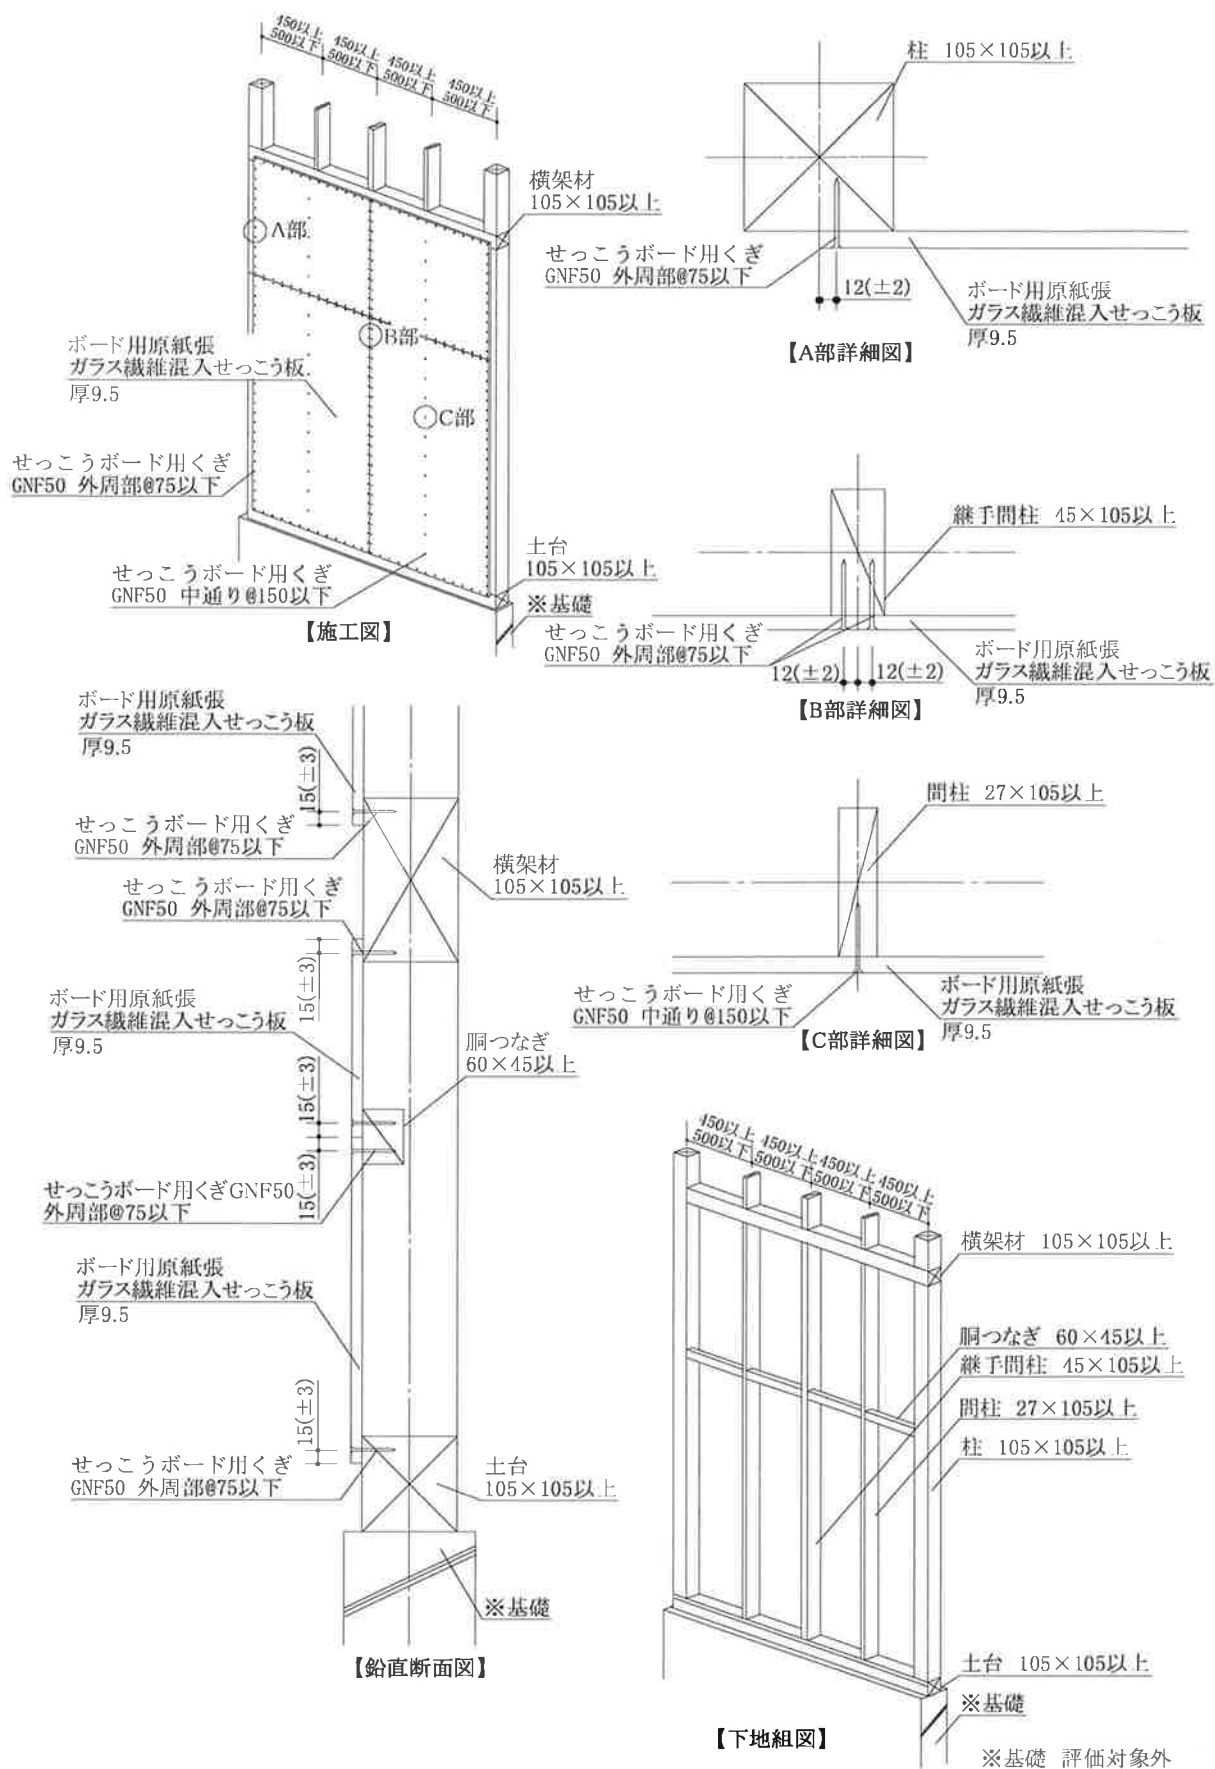 450以上
500以下
450以上
500以下
450以上
500以下
450以上
500以下
横架材
105×105以上
A部
B部
C部
ボード用原紙張
ガラス繊維混入せっこう板
厚9.5
せっこうボード用くぎ
GNF50 外周部@75以下
せっこうボード用くぎ
GNF50 中通り@150以下
土台
105×105以上
※基礎
【施工図】
柱 105×105以上
せっこうボード用くぎ
GNF50 外周部@75以下
12(±2)
ボード用原紙張
ガラス繊維混入せっこう板
厚9.5
【A部詳細図】
継手間柱 45×105以上
せっこうボード用くぎ
GNF50 外周部@75以下
12(±2)
12(±2)
ボード用原紙張
ガラス繊維混入せっこう板
厚9.5
【B部詳細図】
間柱 27×105以上
せっこうボード用くぎ
GNF50 中通り@150以下
ボード用原紙張
ガラス繊維混入せっこう板
厚9.5
【C部詳細図】
ボード用原紙張
ガラス繊維混入せっこう板
厚9.5
15(±3)
せっこうボード用くぎ
GNF50 外周部@75以下
横架材
105×105以上
せっこうボード用くぎ
GNF50 外周部@75以下
15(±3)
ボード用原紙張
ガラス繊維混入せっこう板
厚9.5
胴つなぎ
60×45以上
15(±3)
15(±3)
せっこうボード用くぎGNF50
外周部@75以下
ボード用原紙張
ガラス繊維混入せっこう板
厚9.5
15(±3)
せっこうボード用くぎ
GNF50 外周部@75以下
土台
105×105以上
※基礎
【鉛直断面図】
450以上
500以下
450以上
500以下
450以上
500以下
450以上
500以下
横架材 105×105以上
胴つなぎ 60×45以上
継手間柱 45×105以上
間柱 27×105以上
柱 105×105以上
土台 105×105以上
※基礎
【下地組図】
※基礎 評価対象外